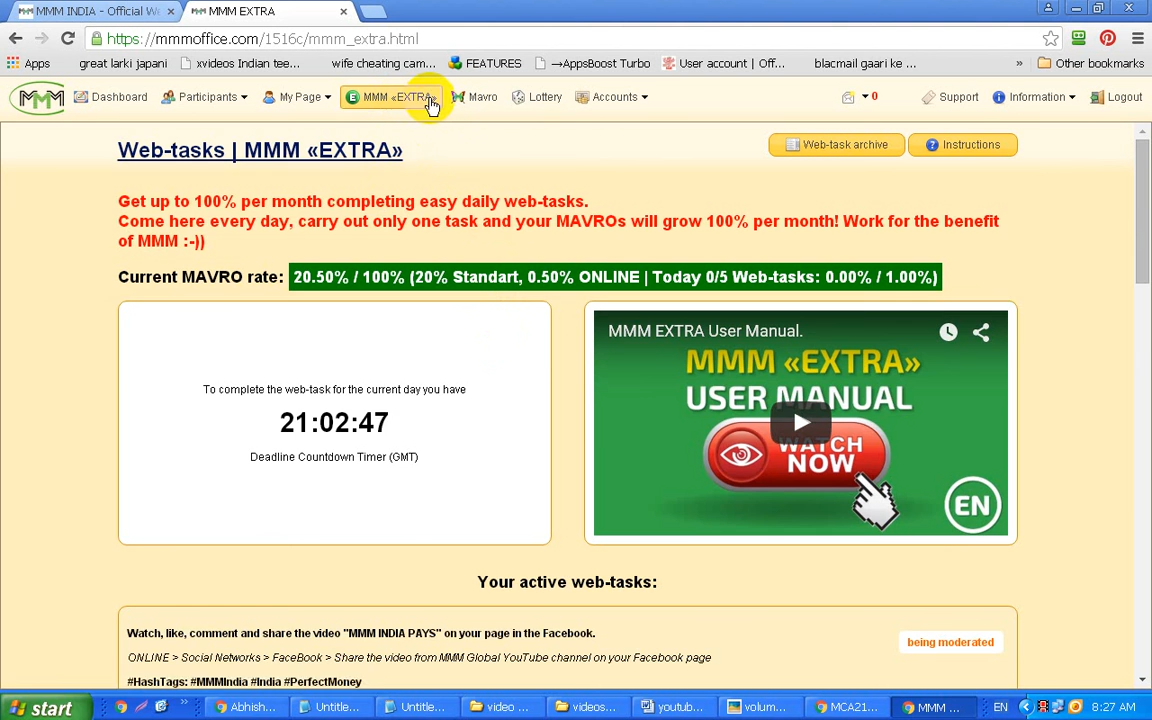 MMM INDIA - Official W
MMM EXTRA
https://mmmoffice.com/1516c/mmm_extra.html
Apps great larki japani xvideos Indian tee... wife cheating cam... FEATURES →AppsBoost Turbo User account | Off... blacmail gaari ke ... » Other bookmarks
MMM Dashboard Participants My Page MMM «EXTRA» Mavro Lottery Accounts 0 Support Information Logout
Web-tasks | MMM «EXTRA»
Web-task archive
Instructions
Get up to 100% per month completing easy daily web-tasks.
Come here every day, carry out only one task and your MAVROs will grow 100% per month! Work for the benefit
of MMM :-))
Current MAVRO rate: 20.50% / 100% (20% Standart, 0.50% ONLINE | Today 0/5 Web-tasks: 0.00% / 1.00%)
To complete the web-task for the current day you have
21:02:47
Deadline Countdown Timer (GMT)
MMM EXTRA User Manual.
MMM «EXTRA»
USER MANUAL
WATCH
NOW
EN
Your active web-tasks:
Watch, like, comment and share the video "MMM INDIA PAYS" on your page in the Facebook.
being moderated
ONLINE > Social Networks > FaceBook > Share the video from MMM Global YouTube channel on your Facebook page
#HashTags: #MMMIndia #India #PerfectMoney
start Abhish... Untitle... Untitle... video ... videos... youtub... volum... MCA21... MMM ... EN 8:27 AM